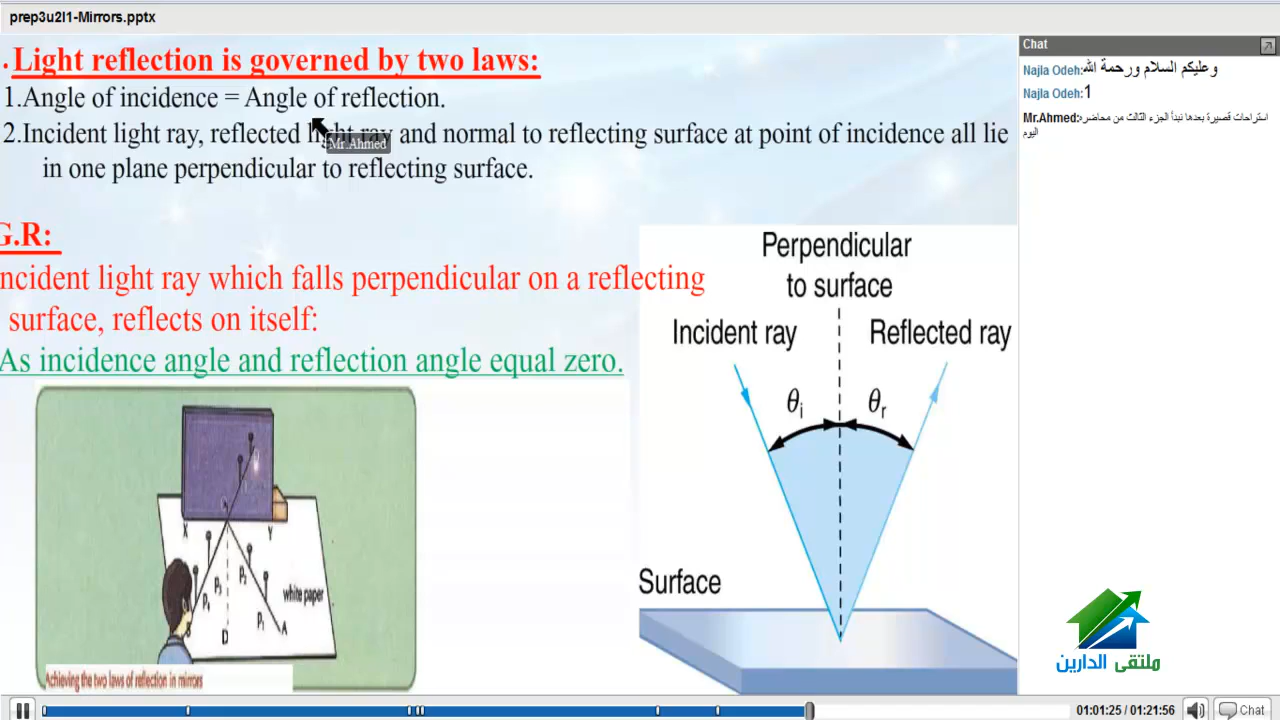 prep3u2l1-Mirrors.pptx
. Light reflection is governed by two laws:
1.Angle of incidence = Angle of reflection.
2.Incident light ray, reflected light ray and normal to reflecting surface at point of incidence all lie
in one plane perpendicular to reflecting surface.
Mr.Ahmed
G.R:
ncident light ray which falls perpendicular on a reflecting
surface, reflects on itself:
As incidence angle and reflection angle equal zero.
Perpendicular
to surface
Incident ray
Reflected ray
θi
θr
Surface
X
Y
P3
P2
P4
P1
A
D
white paper
Achieving the two laws of reflection in mirrors
Chat
Najla Odeh: وعليكم السلام ورحمة الله
Najla Odeh: 1
Mr.Ahmed: استراحات قصيرة بعدها نبدأ الجزء الثالث من محاضره
اليوم
ملتقى الدارين
01:01:25 / 01:21:56
Chat